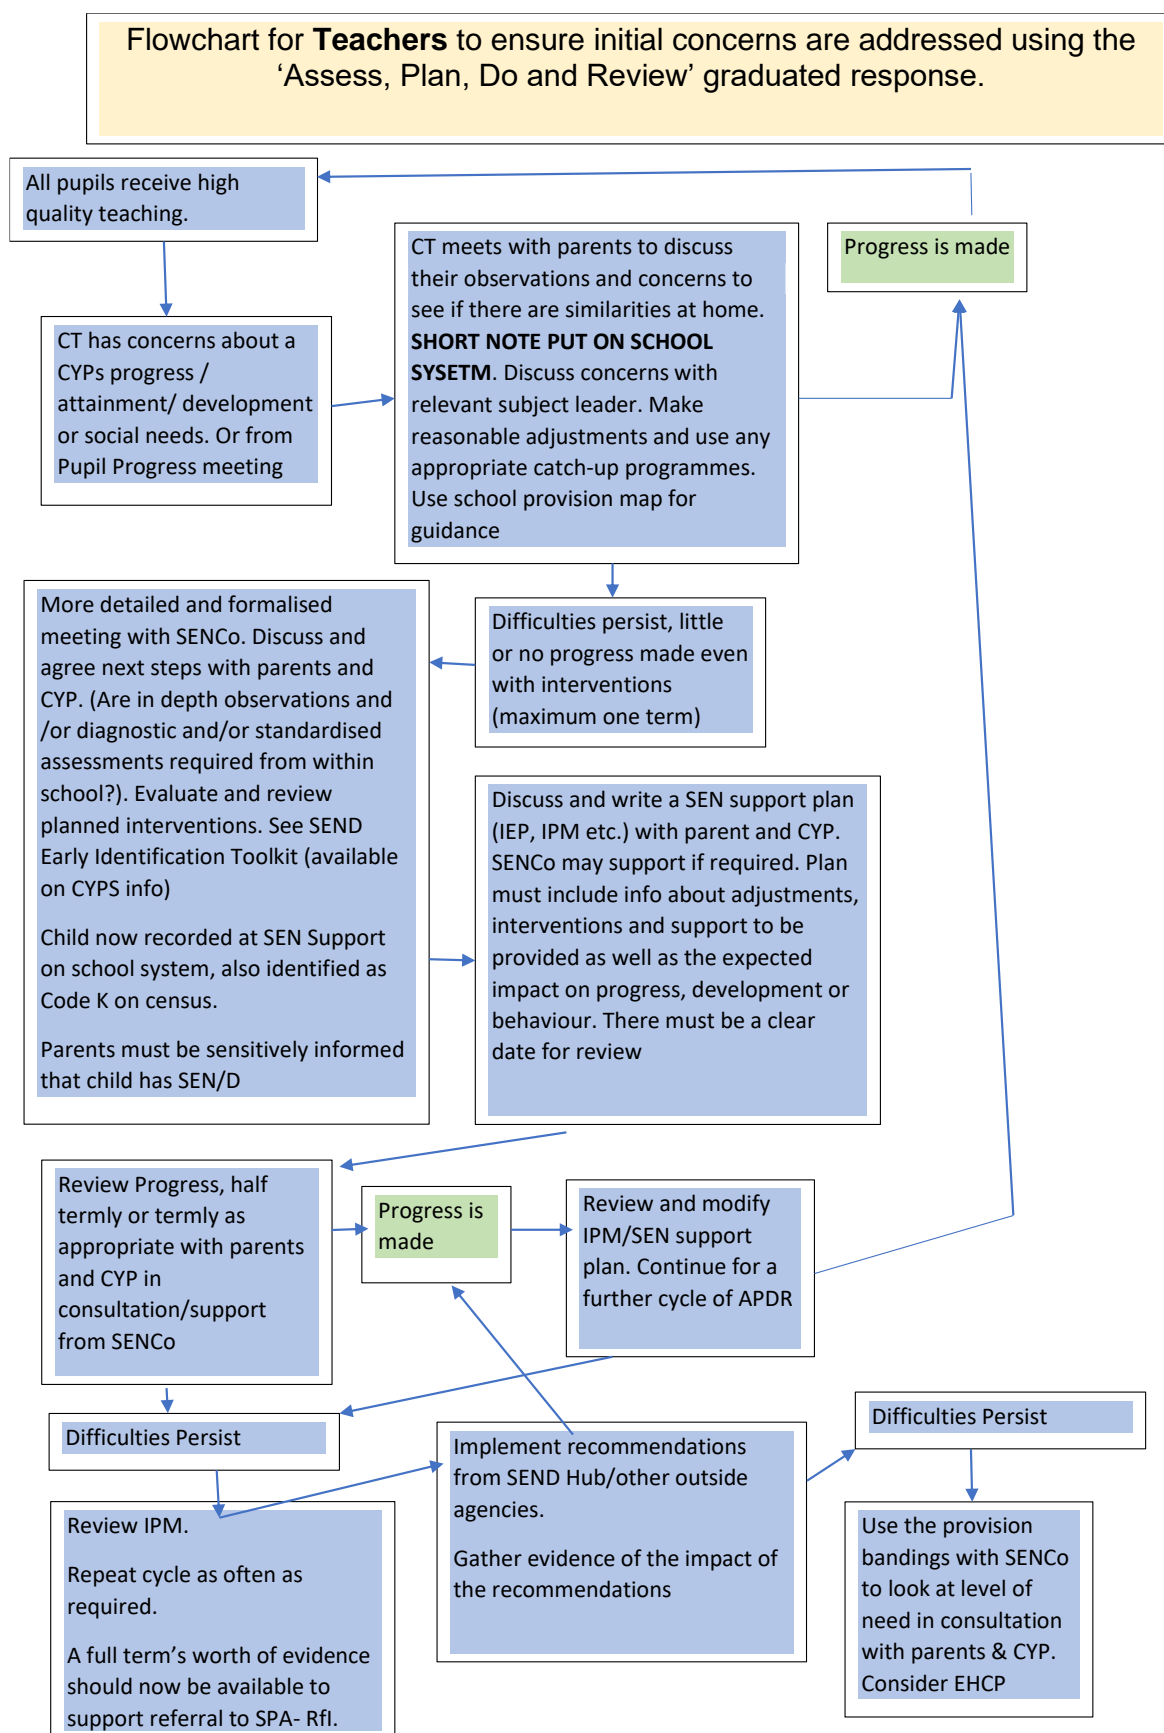 Flowchart for Teachers to ensure initial concerns are addressed using the
‘Assess, Plan, Do and Review’ graduated response.
All pupils receive high
quality teaching.
CT has concerns about a
CYPs progress /
attainment/ development
or social needs. Or from
Pupil Progress meeting
CT meets with parents to discuss
their observations and concerns to
see if there are similarities at home.
SHORT NOTE PUT ON SCHOOL
SYSETM. Discuss concerns with
relevant subject leader. Make
reasonable adjustments and use any
appropriate catch-up programmes.
Use school provision map for
guidance
Progress is made
Difficulties persist, little
or no progress made even
with interventions
(maximum one term)
More detailed and formalised
meeting with SENCo. Discuss and
agree next steps with parents and
CYP. (Are in depth observations and
/or diagnostic and/or standardised
assessments required from within
school?). Evaluate and review
planned interventions. See SEND
Early Identification Toolkit (available
on CYPS info)
Child now recorded at SEN Support
on school system, also identified as
Code K on census.
Parents must be sensitively informed
that child has SEN/D
Discuss and write a SEN support plan
(IEP, IPM etc.) with parent and CYP.
SENCo may support if required. Plan
must include info about adjustments,
interventions and support to be
provided as well as the expected
impact on progress, development or
behaviour. There must be a clear
date for review
Review Progress, half
termly or termly as
appropriate with parents
and CYP in
consultation/support
from SENCo
Progress is
made
Review and modify
IPM/SEN support
plan. Continue for a
further cycle of APDR
Difficulties Persist
Review IPM.
Repeat cycle as often as
required.
A full term’s worth of evidence
should now be available to
support referral to SPA- RfI.
Implement recommendations
from SEND Hub/other outside
agencies.
Gather evidence of the impact of
the recommendations
Difficulties Persist
Use the provision
bandings with SENCo
to look at level of
need in consultation
with parents & CYP.
Consider EHCP